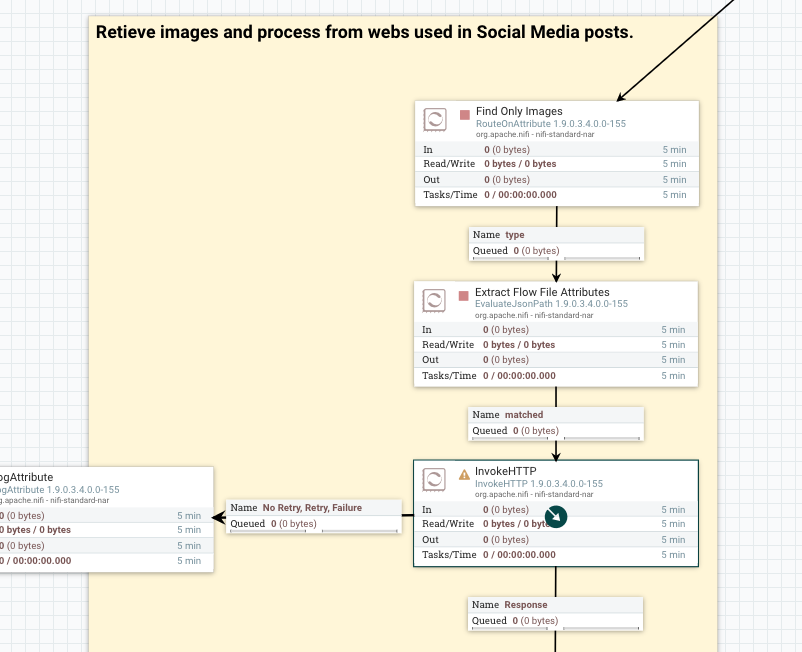 Retieve images and process from webs used in Social Media posts.
Find Only Images
RouteOnAttribute 1.9.0.3.4.0.0-155
org.apache.nifi - nifi-standard-nar
In 0 (0 bytes) 5 min
Read/Write 0 bytes / 0 bytes 5 min
Out 0 (0 bytes) 5 min
Tasks/Time 0 / 00:00:00.000 5 min
Name type
Queued 0 (0 bytes)
Extract Flow File Attributes
EvaluateJsonPath 1.9.0.3.4.0.0-155
org.apache.nifi - nifi-standard-nar
In 0 (0 bytes) 5 min
Read/Write 0 bytes / 0 bytes 5 min
Out 0 (0 bytes) 5 min
Tasks/Time 0 / 00:00:00.000 5 min
Name matched
Queued 0 (0 bytes)
InvokeHTTP
InvokeHTTP 1.9.0.3.4.0.0-155
org.apache.nifi - nifi-standard-nar
In 0 (0 bytes) 5 min
Read/Write 0 bytes / 0 byte 5 min
Out 0 (0 bytes) 5 min
Tasks/Time 0 / 00:00:00.000 5 min
Name No Retry, Retry, Failure
Queued 0 (0 bytes)
ogAttribute
ogAttribute 1.9.0.3.4.0.0-155
g.apache.nifi - nifi-standard-nar
0 (0 bytes) 5 min
0 bytes / 0 bytes 5 min
0 (0 bytes) 5 min
0 / 00:00:00.000 5 min
Name Response
Queued 0 (0 bytes)